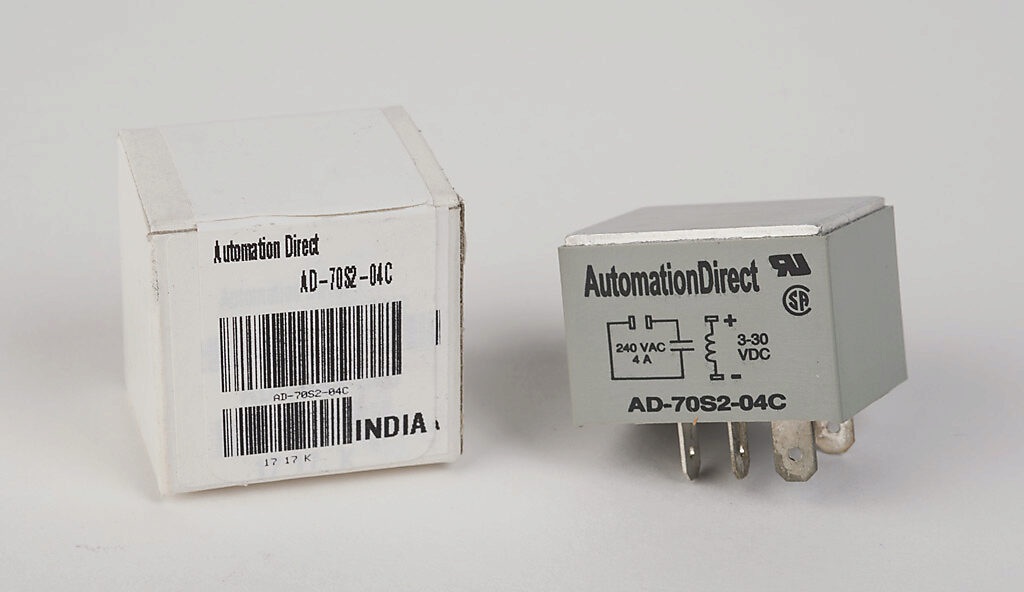 Automation Direct
AD-70S2-04C
AD-70S2-04C
INDIA
17 17 K
AutomationDirect
240 VAC
4 A
+
-
3-30
VDC
AD-70S2-04C